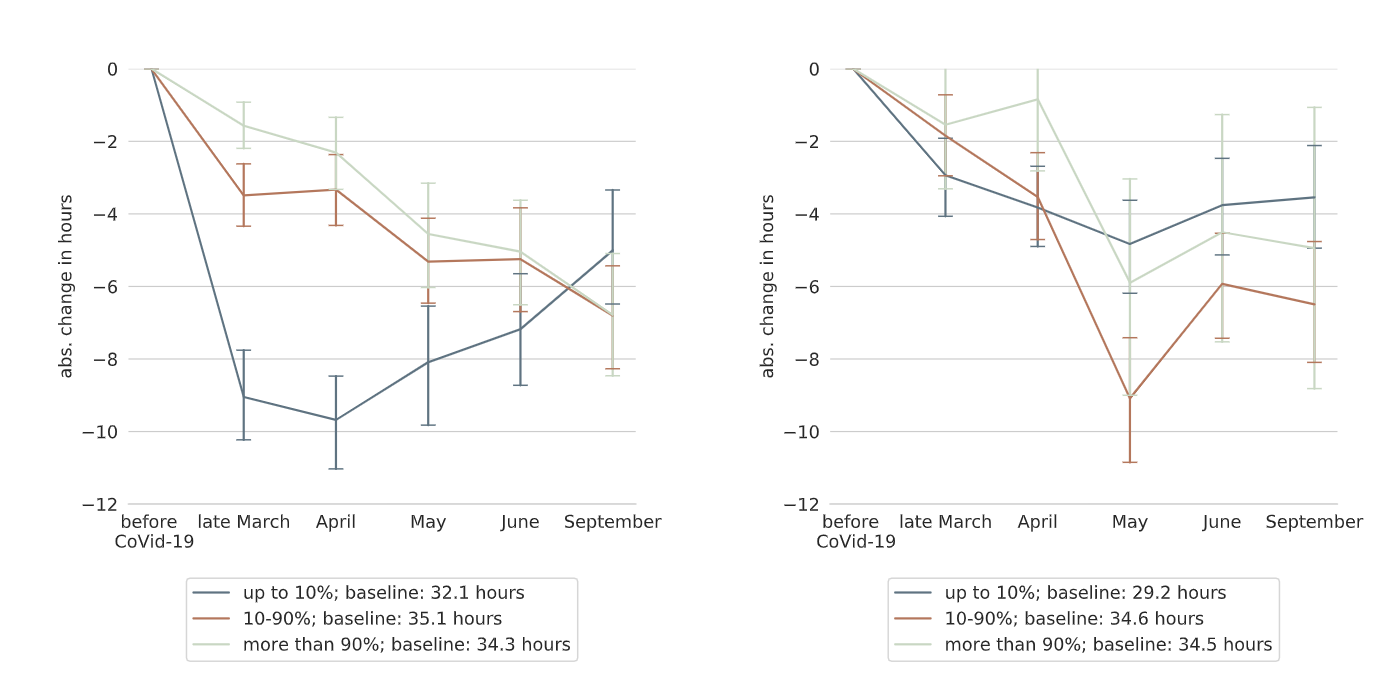 0
−2
−4
−6
−8
−10
−12
abs. change in hours
before
CoVid-19
late March
April
May
June
September
up to 10%; baseline: 32.1 hours
10-90%; baseline: 35.1 hours
more than 90%; baseline: 34.3 hours
0
−2
−4
−6
−8
−10
−12
abs. change in hours
before
CoVid-19
late March
April
May
June
September
up to 10%; baseline: 29.2 hours
10-90%; baseline: 34.6 hours
more than 90%; baseline: 34.5 hours